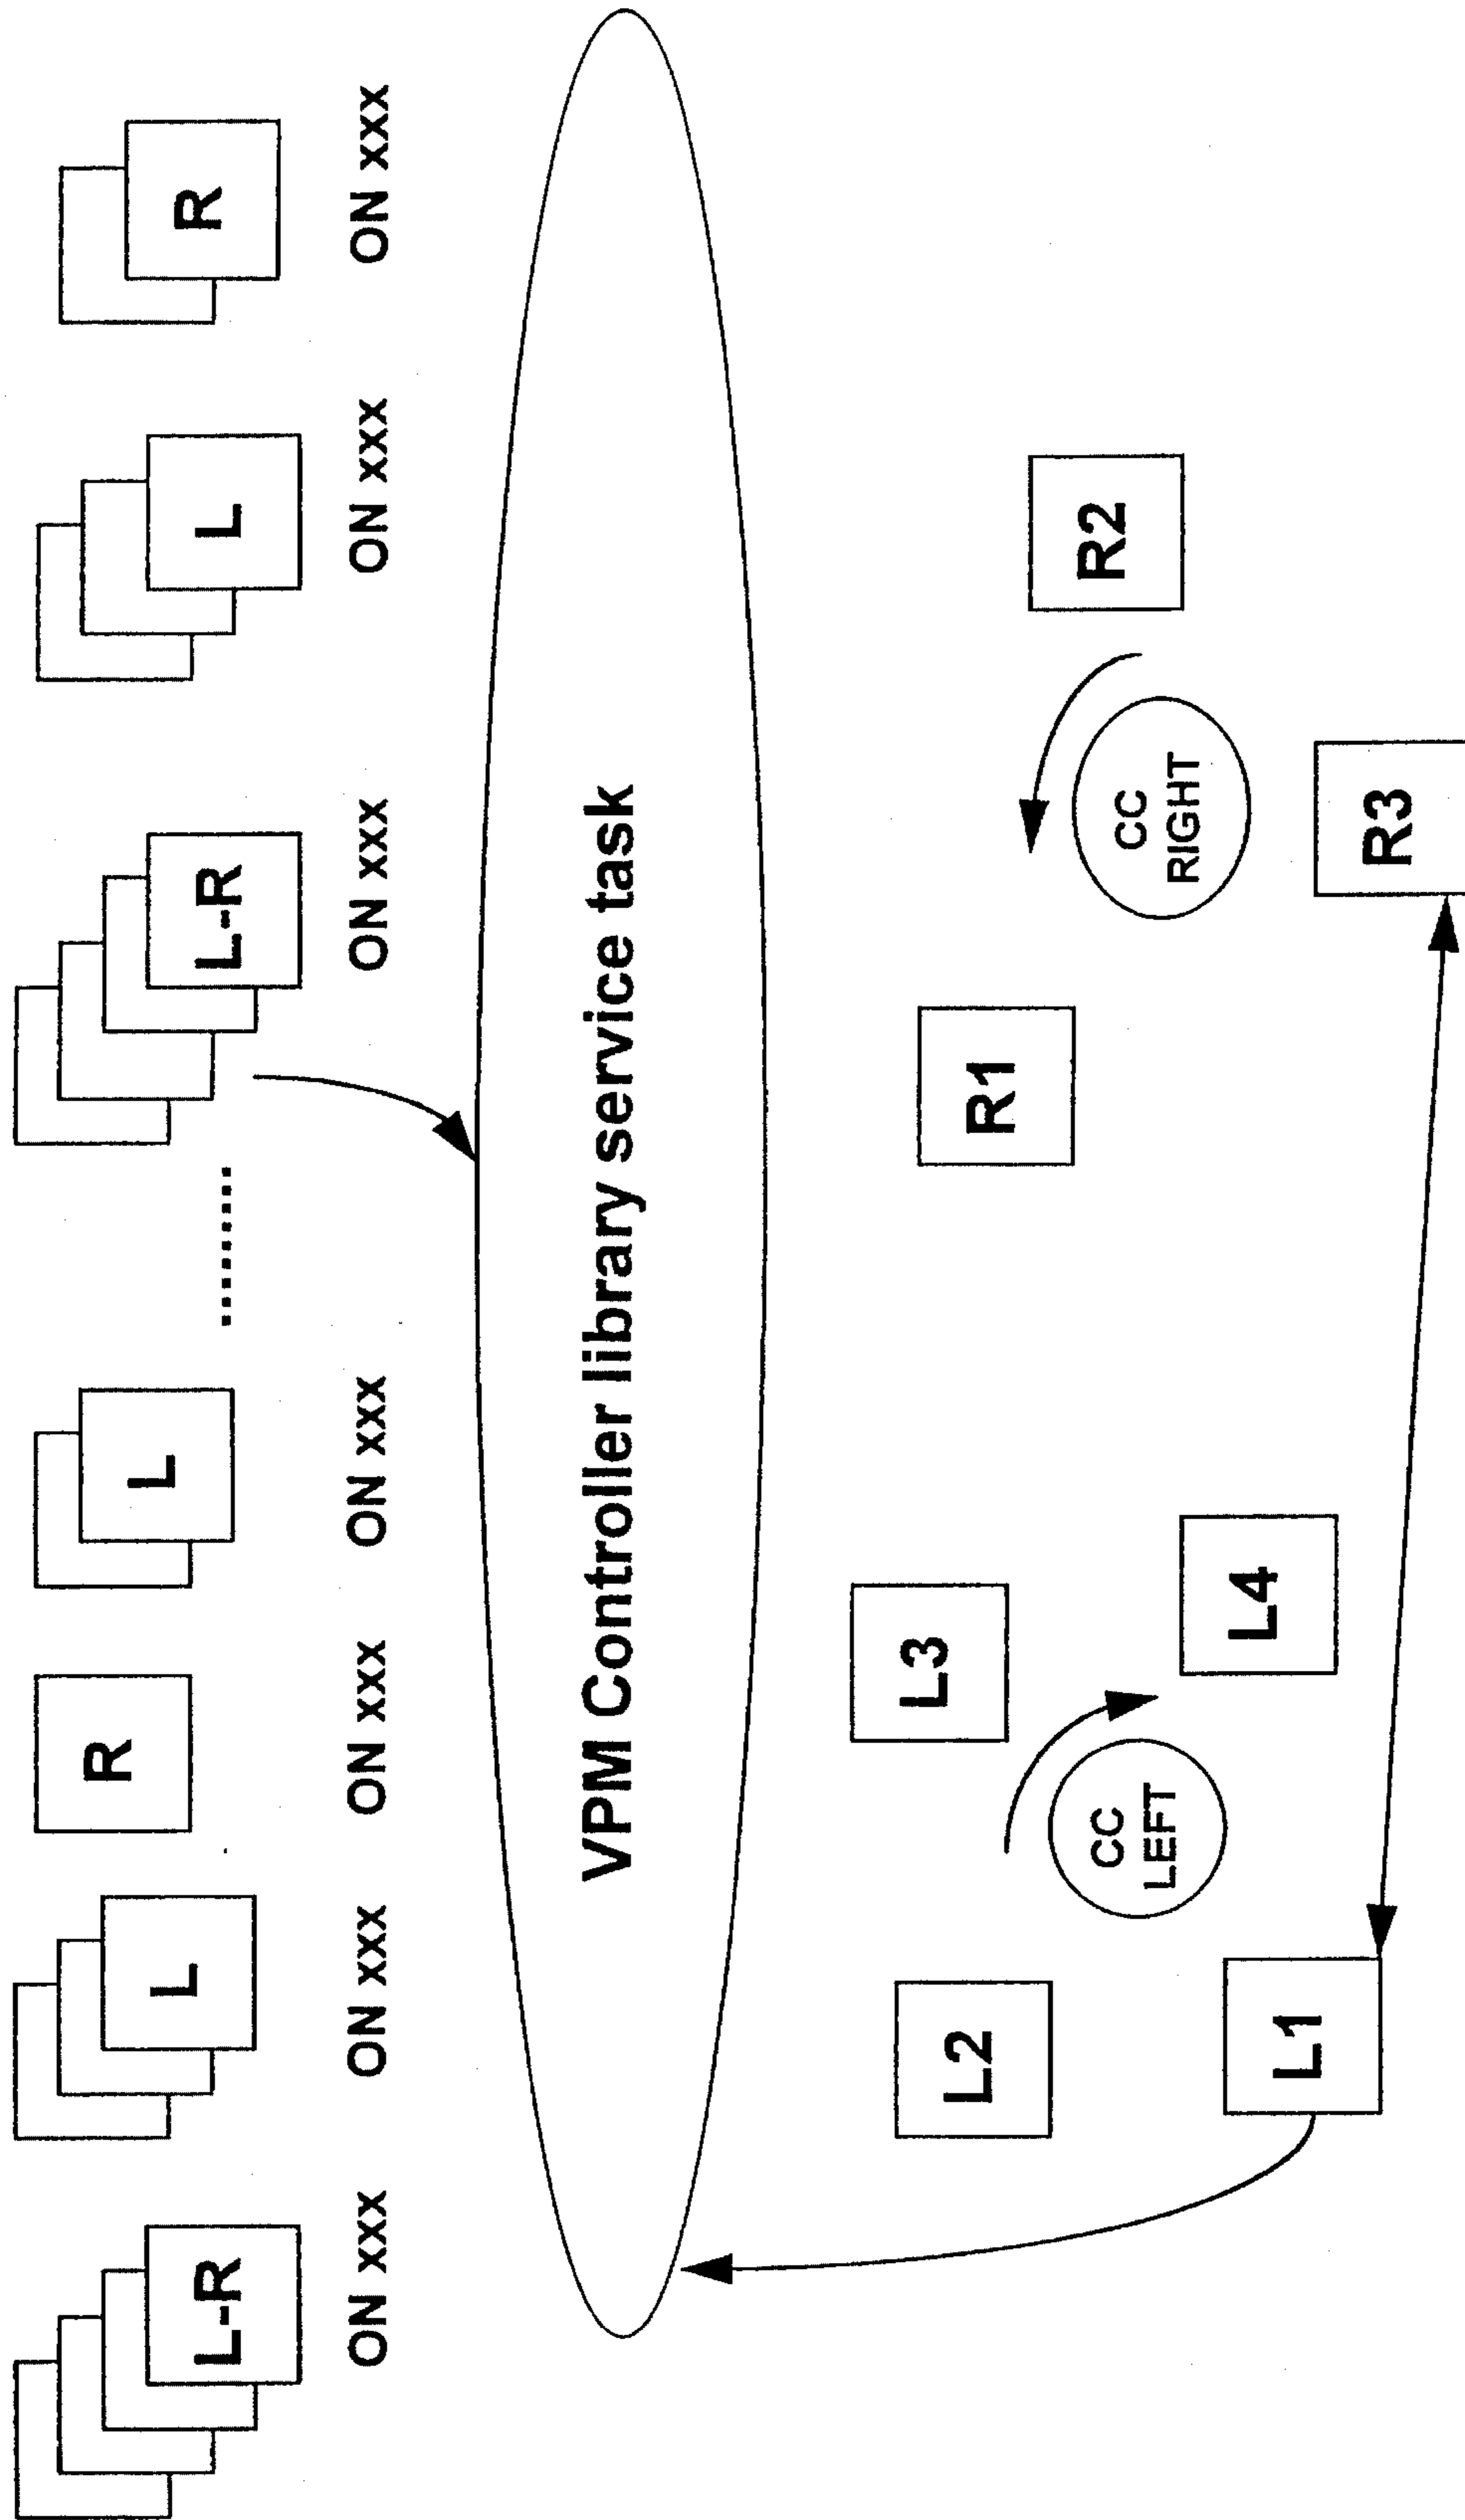 L-R
L
R
L
.......
L-R
L
R
ON xxx
ON xxx
ON xxx
ON xxx
ON xxx
ON xxx
ON xxx
VPM Controller library service task
L2
L3
R1
R2
CC
LEFT
CC
RIGHT
L1
L4
R3